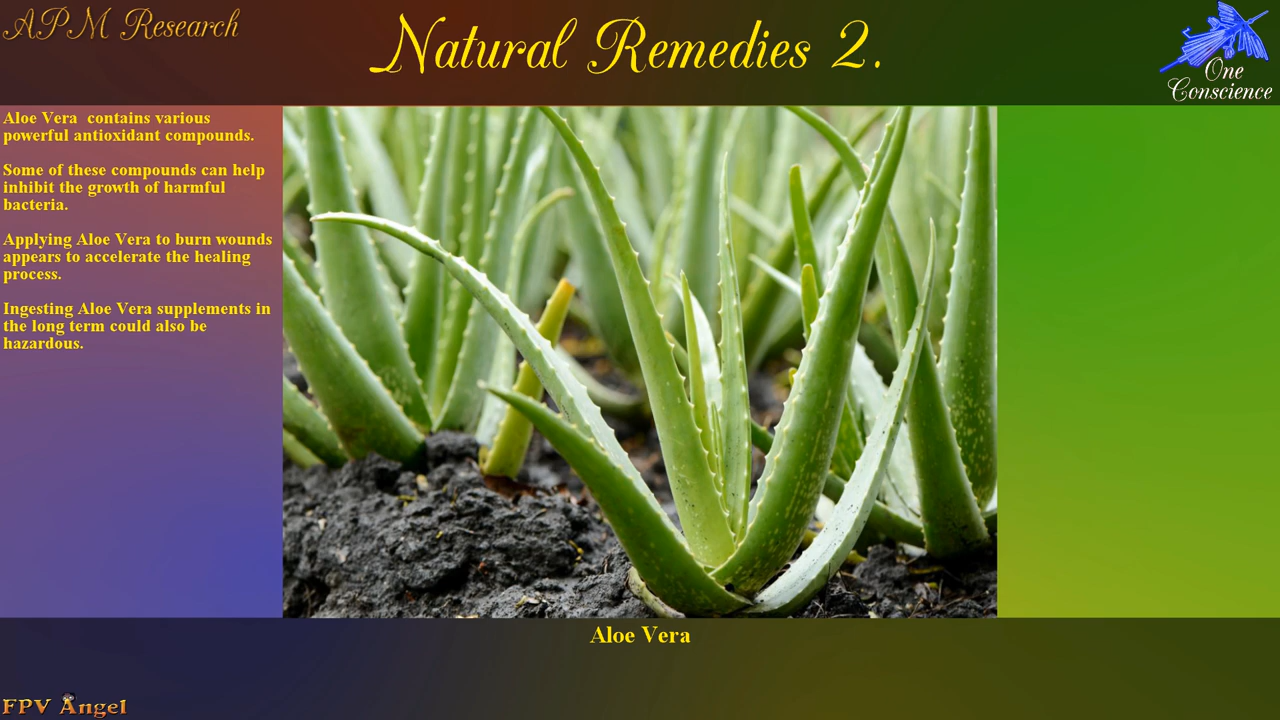 APM Research
Natural Remedies 2.
One
Conscience
Aloe Vera  contains various
powerful antioxidant compounds.
Some of these compounds can help
inhibit the growth of harmful
bacteria.
Applying Aloe Vera to burn wounds
appears to accelerate the healing
process.
Ingesting Aloe Vera supplements in
the long term could also be
hazardous.
Aloe Vera
FPV Angel